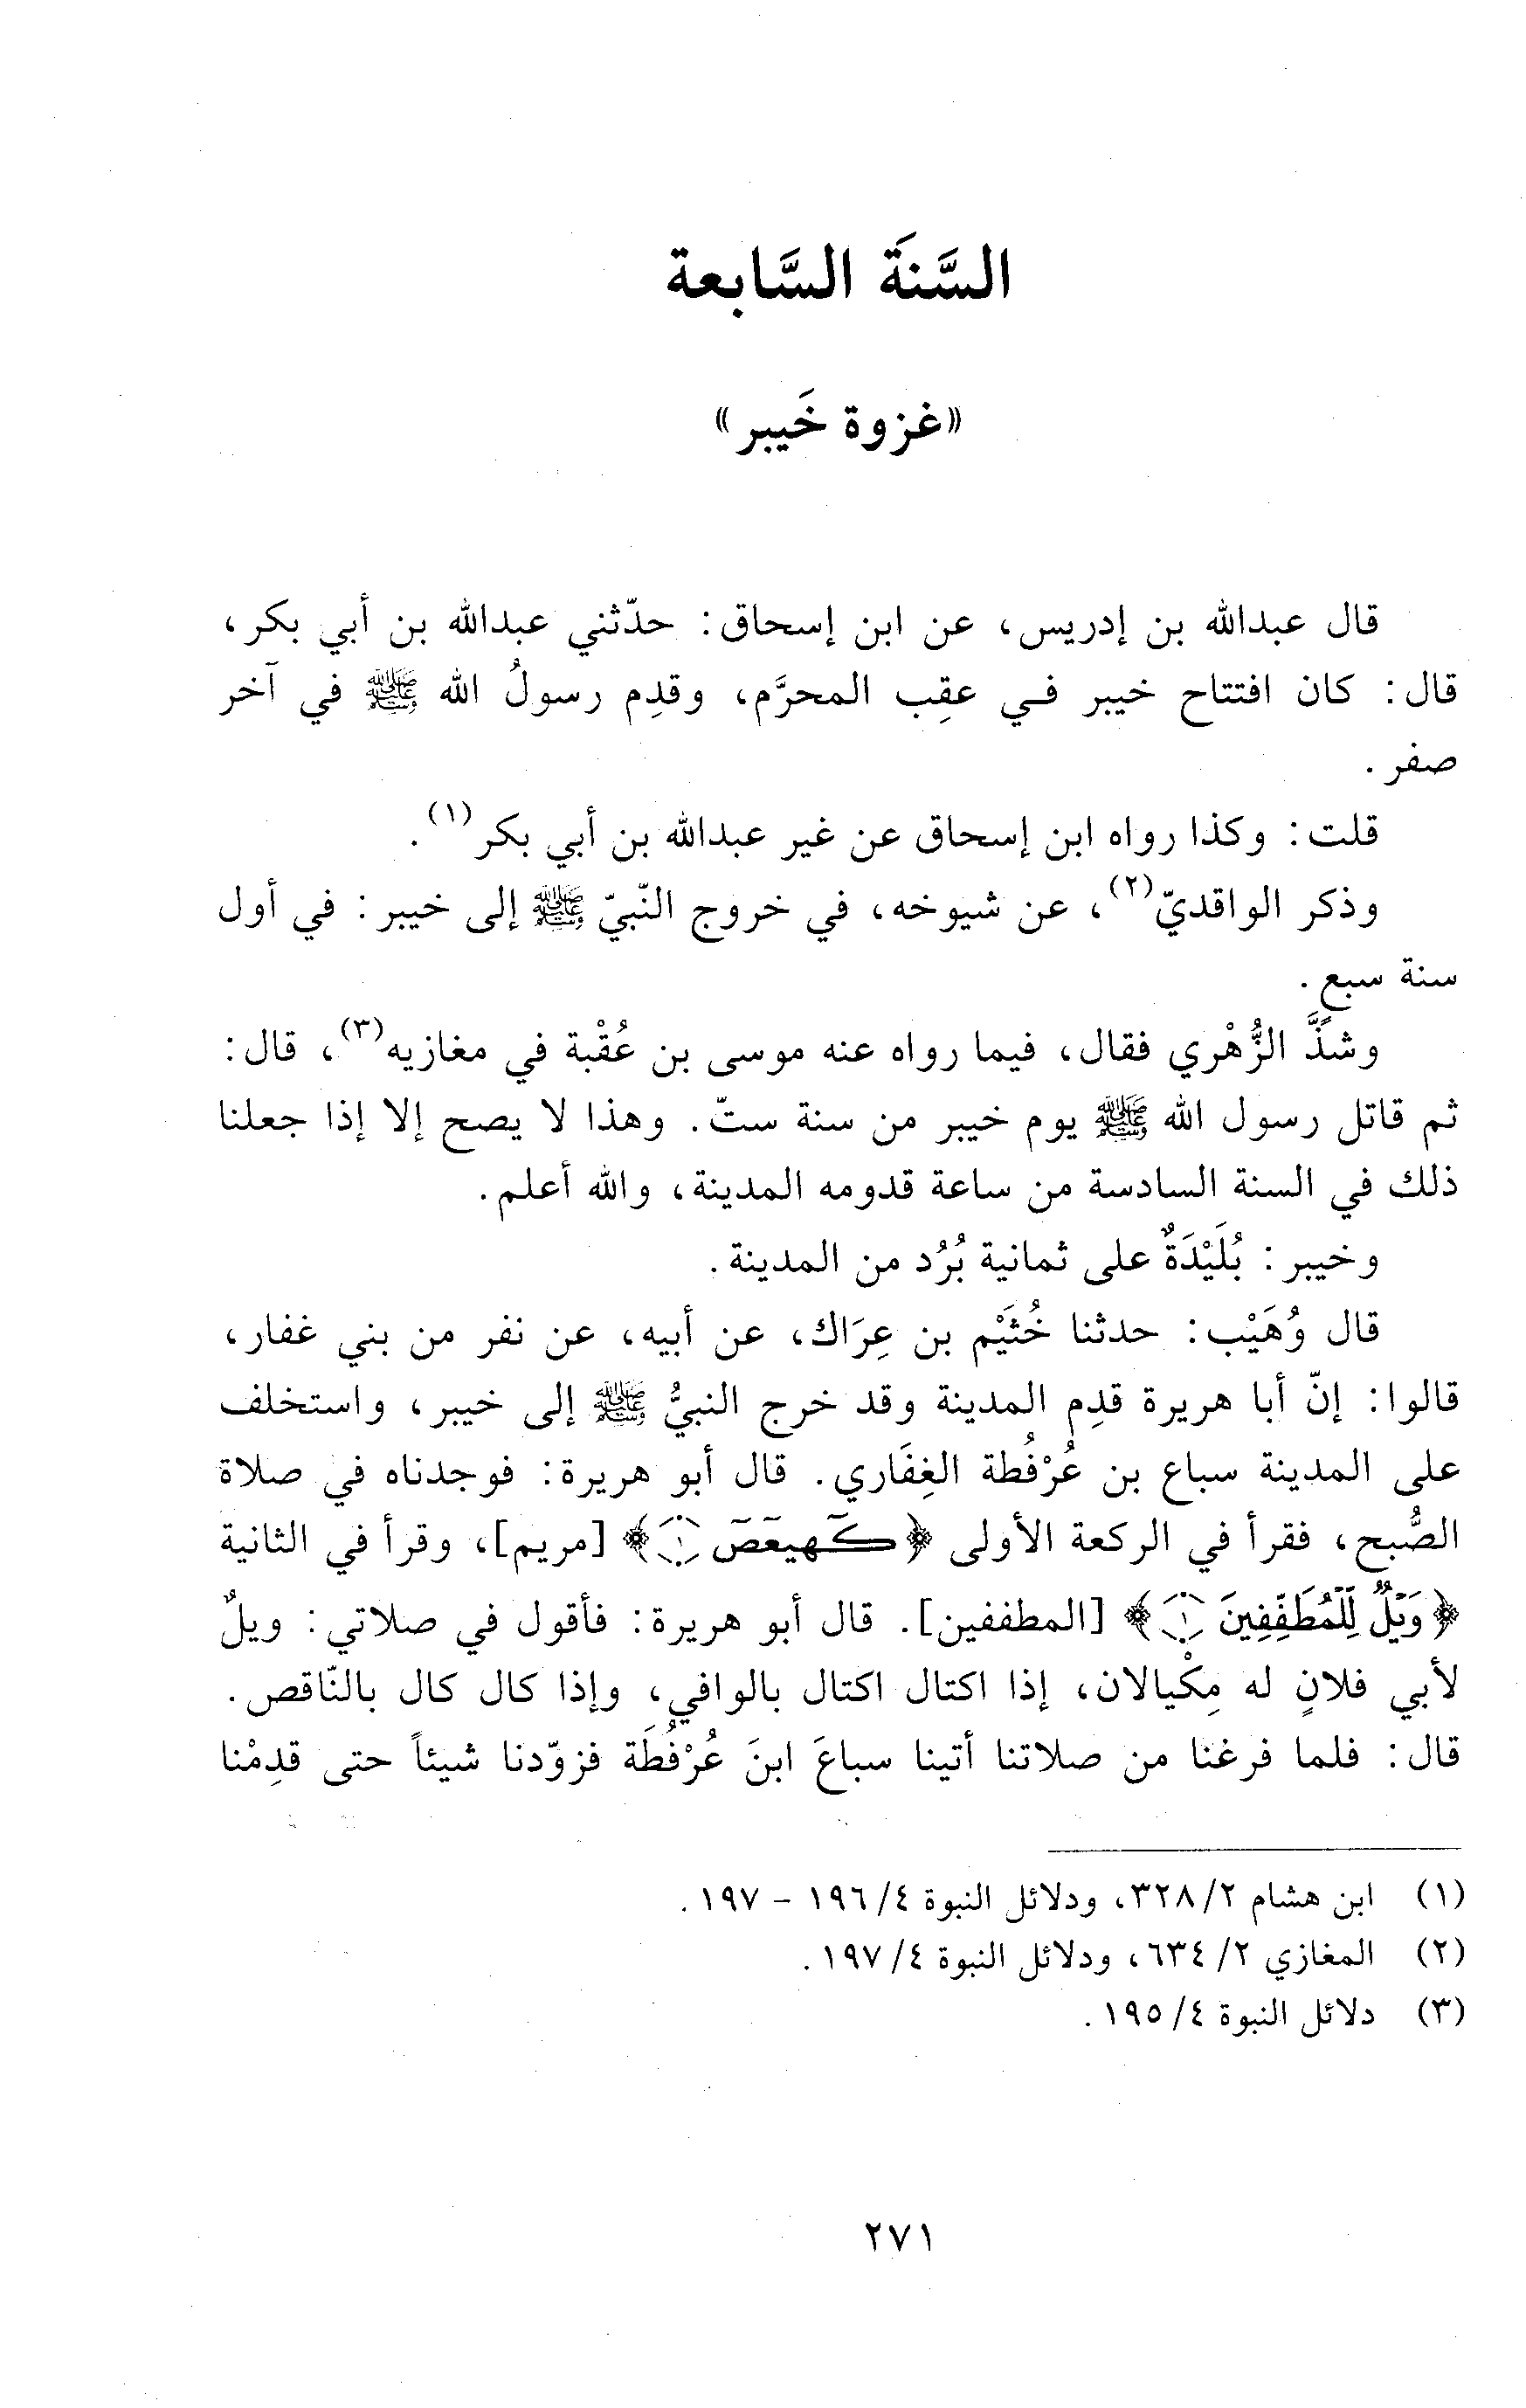 السَّنَة السَّابعة
«غزوة خَيبر»
قال عبدالله بن إدريس، عن ابن إسحاق: حدّثني عبدالله بن أبي بكر،
قال: كان افتتاح خيبر في عقِب المحرَّم، وقدِم رسولُ الله ﷺ في آخر
صفر.
قلت: وكذا رواه ابن إسحاق عن غير عبدالله بن أبي بكر(١).
وذكر الواقديّ(٢)، عن شيوخه، في خروج النّبيّ ﷺ إلى خيبر: في أول
سنة سبع.
وشذَّ الزُّهْري فقال، فيما رواه عنه موسى بن عُقْبة في مغازيه(٣)، قال:
ثم قاتل رسول الله ﷺ يوم خيبر من سنة ستّ. وهذا لا يصح إلا إذا جعلنا
ذلك في السنة السادسة من ساعة قدومه المدينة، والله أعلم.
وخيبر: بُلَيْدَةٌ على ثمانية بُرُد من المدينة.
قال وُهَيْب: حدثنا خُثَيْم بن عِرَاك، عن أبيه، عن نفر من بني غفار،
قالوا: إنّ أبا هريرة قدِم المدينة وقد خرج النبيُّ ﷺ إلى خيبر، واستخلف
على المدينة سباع بن عُرْفُطة الغِفَاري. قال أبو هريرة: فوجدناه في صلاة
الصُّبح، فقرأ في الركعة الأولى ﴿كٓهيعٓصٓ ۝١﴾ [مريم]، وقرأ في الثانية
﴿وَيْلٌ لِّلْمُطَفِّفِينَ ۝١﴾ [المطففين]. قال أبو هريرة: فأقول في صلاتي: ويلٌ
لأبي فلانٍ له مِكْيالان، إذا اكتال اكتال بالوافي، وإذا كال كال بالنّاقص.
قال: فلما فرغنا من صلاتنا أتينا سباعَ ابنَ عُرْفُطَة فزوّدنا شيئاً حتى قدِمْنا
(١) ابن هشام ٢/٣٢٨، ودلائل النبوة ٤/١٩٦ - ١٩٧.
(٢) المغازي ٢/٦٣٤، ودلائل النبوة ٤/١٩٧.
(٣) دلائل النبوة ٤/١٩٥.
٢٧١